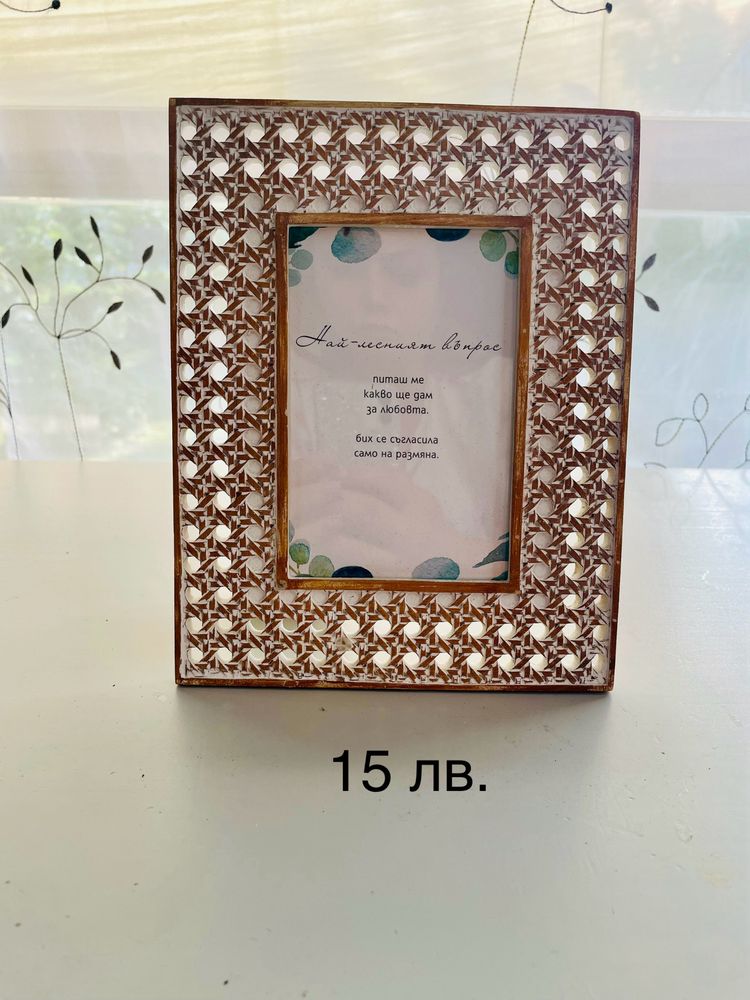 Най-лесният въпрос
питаш ме
какво ще дам
за любовта.
бих се съгласила
само на размяна.
15 лв.